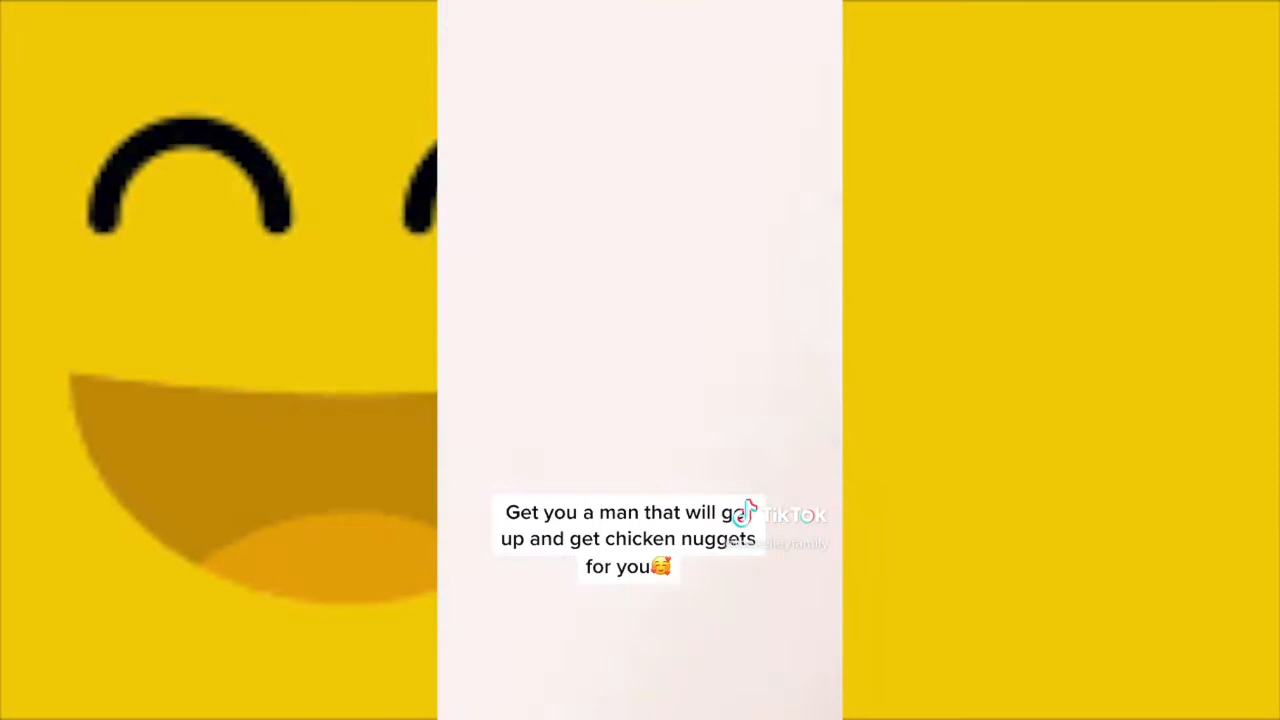 Get you a man that will get
up and get chicken nuggets
for you🥰
TikTok